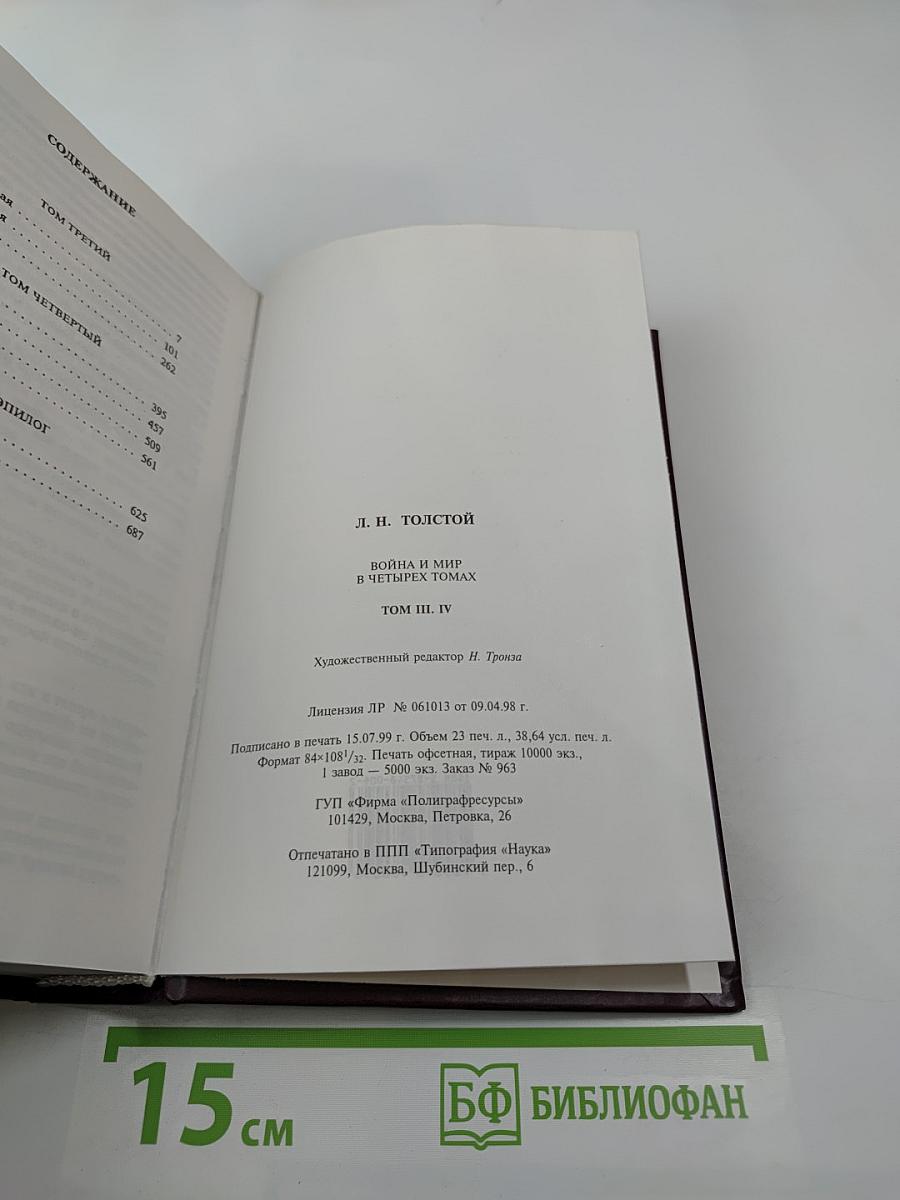 СОДЕРЖАНИЕ
ТОМ ТРЕТИЙ
ая . . . . . . . . . . . . . . . . 7
я . . . . . . . . . . . . . . . . 101
. . . . . . . . . . . . . . . . 262
ТОМ ЧЕТВЕРТЫЙ
. . . . . . . . . . . . . . . . 395
. . . . . . . . . . . . . . . . 457
. . . . . . . . . . . . . . . . 509
. . . . . . . . . . . . . . . . 561
ЭПИЛОГ
. . . . . . . . . . . . . . . . 625
. . . . . . . . . . . . . . . . 687
Л. Н. ТОЛСТОЙ
ВОЙНА И МИР
В ЧЕТЫРЕХ ТОМАХ
ТОМ III. IV
Художественный редактор Н. Тронза
Лицензия ЛР № 061013 от 09.04.98 г.
Подписано в печать 15.07.99 г. Объем 23 печ. л., 38,64 усл. печ. л.
Формат 84×108¹/₃₂. Печать офсетная, тираж 10000 экз.,
1 завод — 5000 экз. Заказ № 963
ГУП «Фирма «Полиграфресурсы»
101429, Москва, Петровка, 26
Отпечатано в ППП «Типография «Наука»
121099, Москва, Шубинский пер., 6
15 см
БФ БИБЛИОФАН